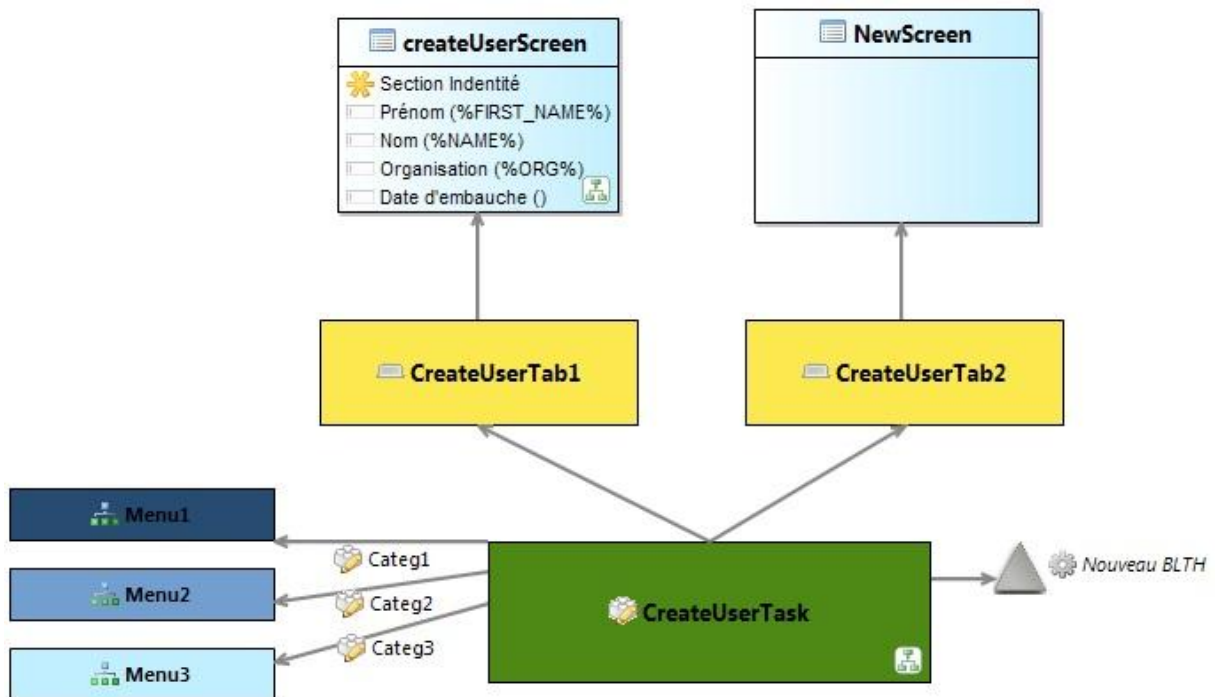 createUserScreen
Section Indentité
Prénom (%FIRST_NAME%)
Nom (%NAME%)
Organisation (%ORG%)
Date d'embauche ()
NewScreen
CreateUserTab1
CreateUserTab2
Menu1
Menu2
Menu3
Categ1
Categ2
Categ3
CreateUserTask
Nouveau BLTH